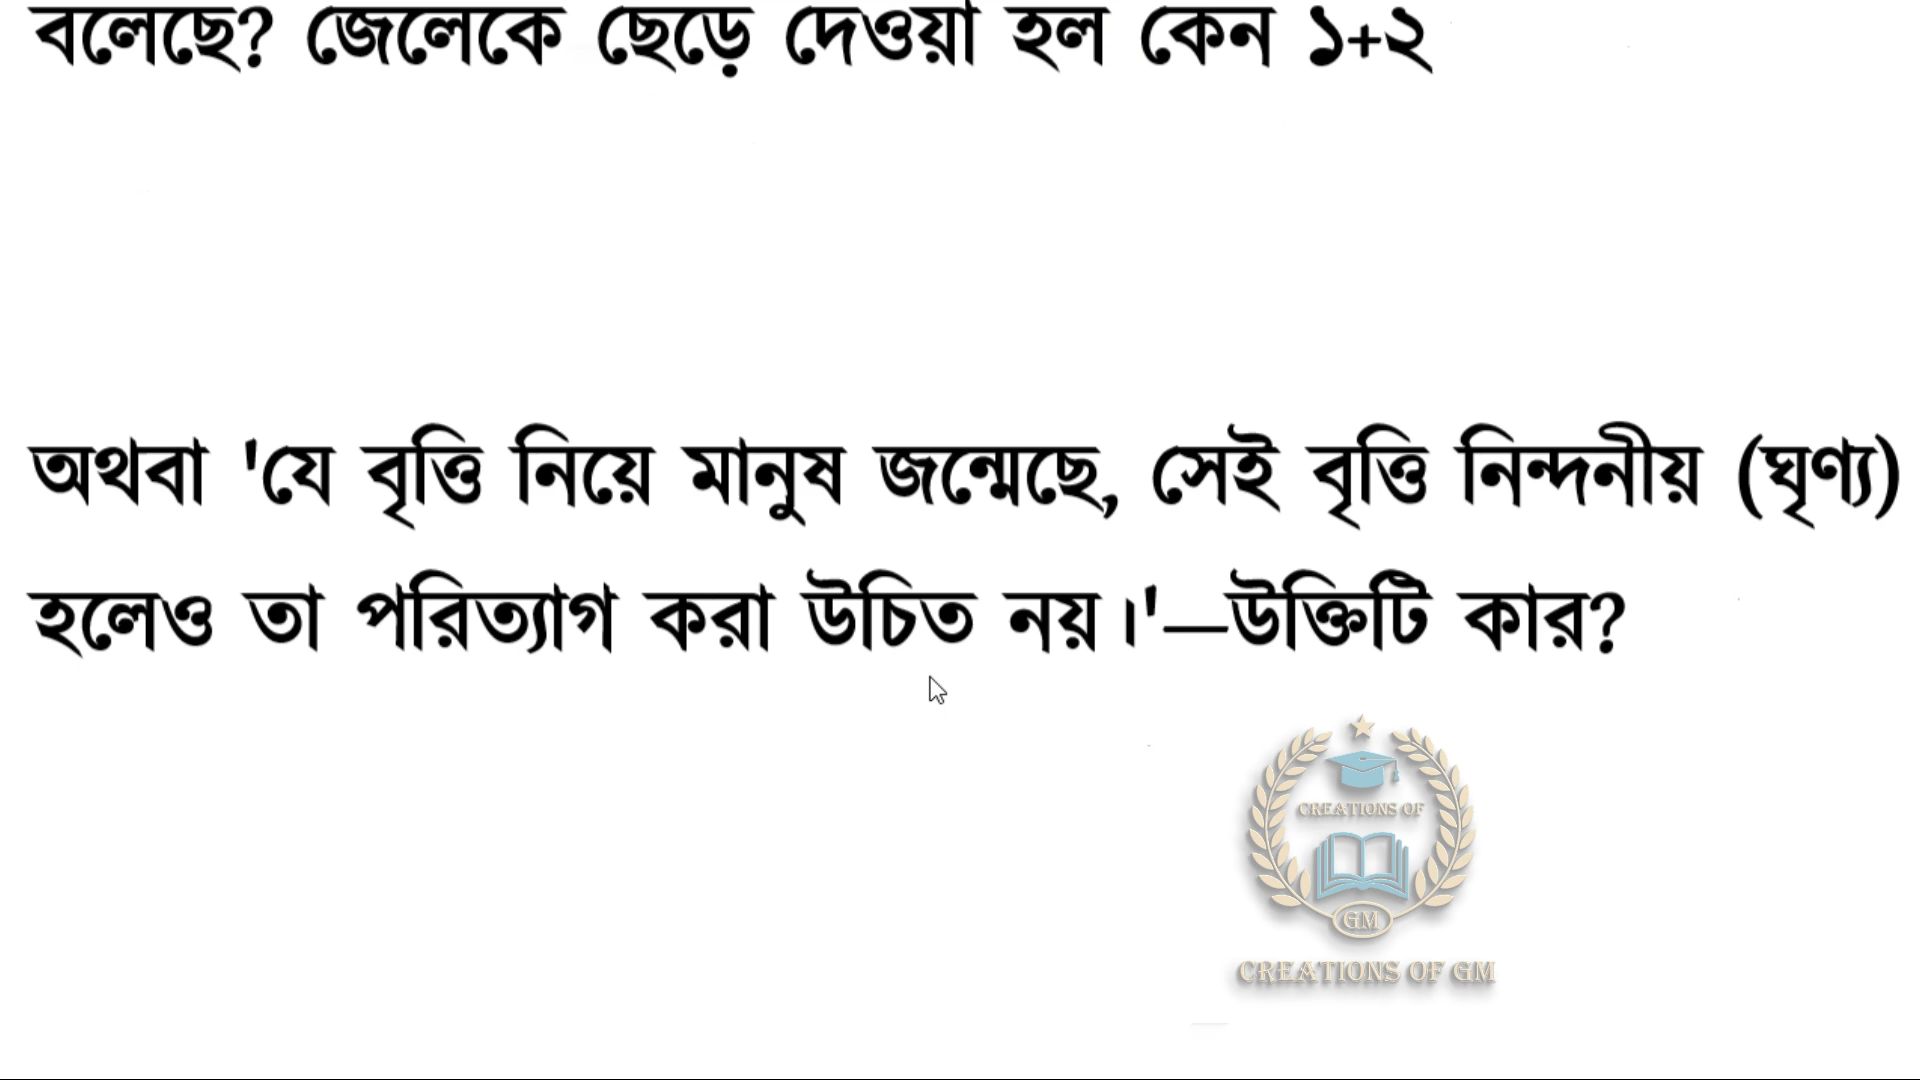 বলেছে? জেলেকে ছেড়ে দেওয়া হল কেন ১+২
অথবা 'যে বৃত্তি নিয়ে মানুষ জন্মেছে, সেই বৃত্তি নিন্দনীয় (ঘৃণ্য)
হলেও তা পরিত্যাগ করা উচিত নয়।'—উক্তিটি কার?
CREATIONS OF
GM
CREATIONS OF GM